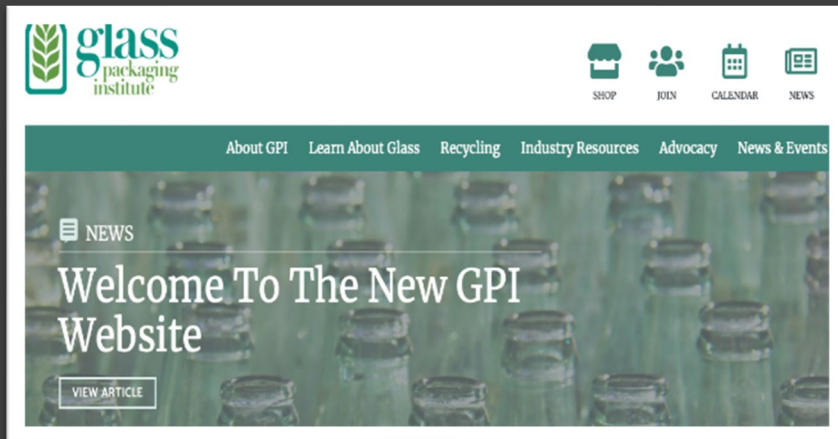 glass
packaging
institute
SHOP JOIN CALENDAR NEWS
About GPI Learn About Glass Recycling Industry Resources Advocacy News & Events
NEWS
Welcome To The New GPI
Website
VIEW ARTICLE